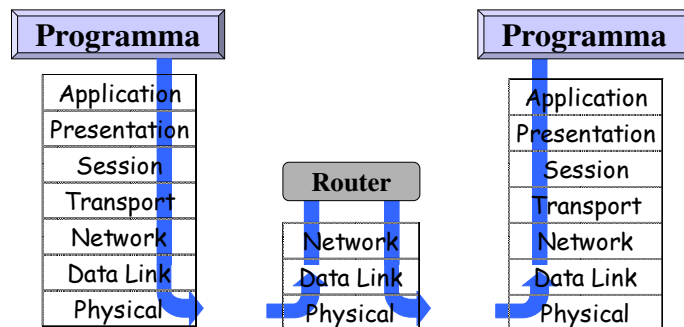 Programma
Application
Presentation
Session
Transport
Network
Data Link
Physical
Router
Network
Data Link
Physical
Programma
Application
Presentation
Session
Transport
Network
Data Link
Physical